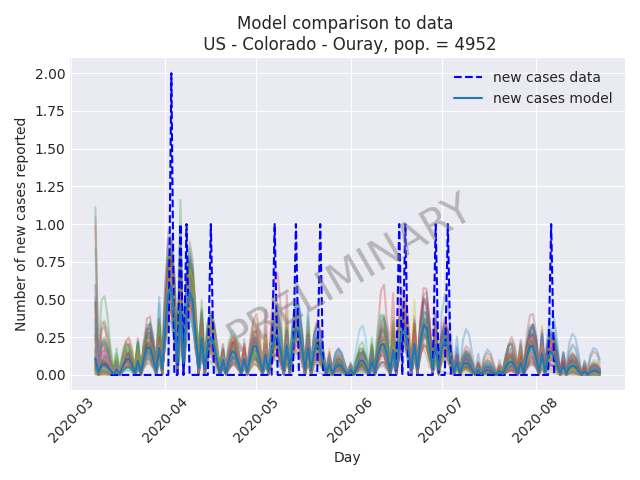 Model comparison to data
US - Colorado - Ouray, pop. = 4952
new cases data
new cases model
Number of new cases reported
2.00
1.75
1.50
1.25
1.00
0.75
0.50
0.25
0.00
PRELIMINARY
2020-03
2020-04
2020-05
2020-06
2020-07
2020-08
Day